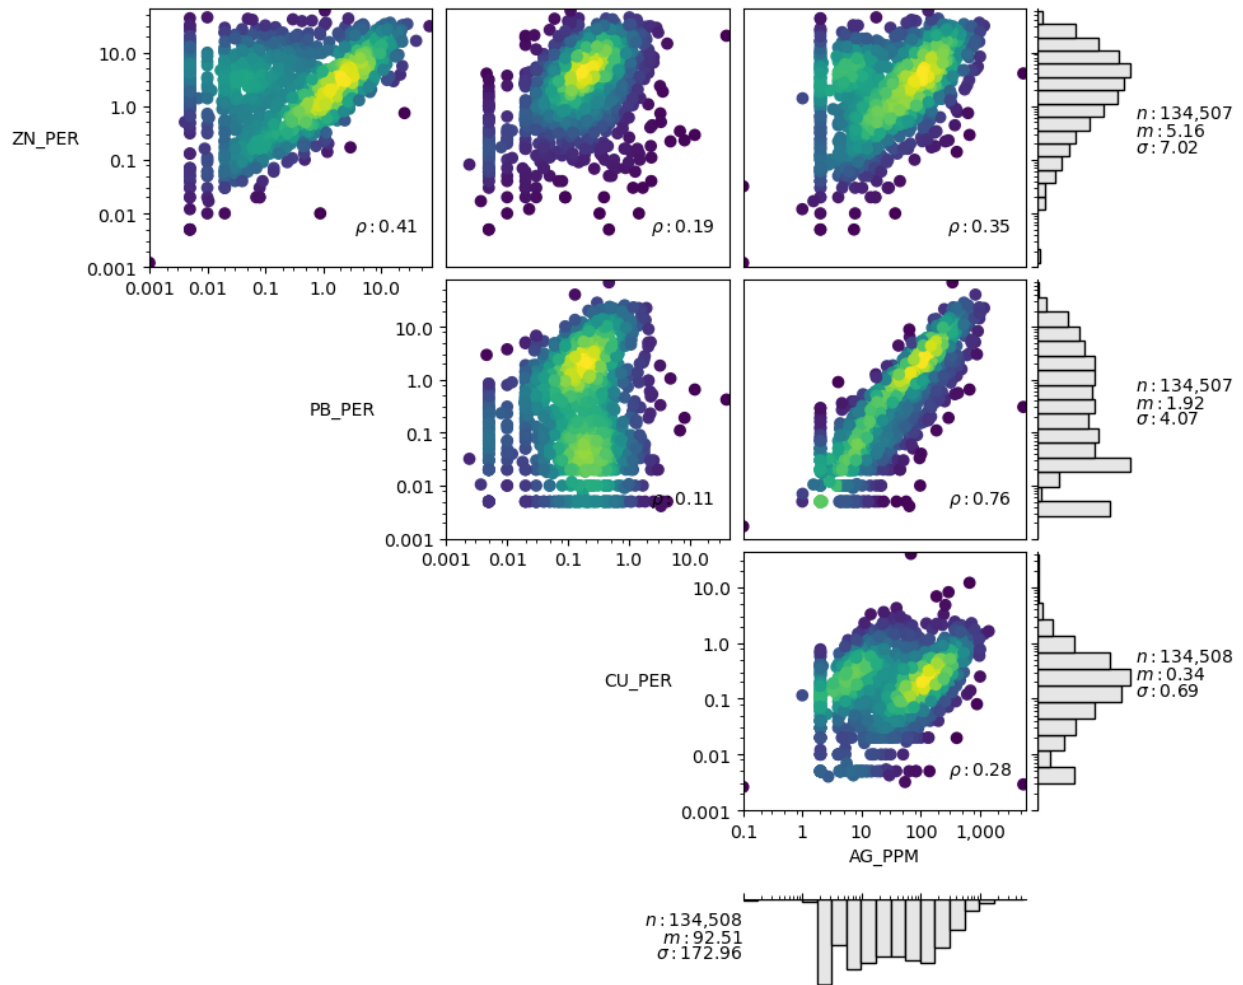 10.0
1.0
0.1
0.01
0.001
ZN_PER
ρ : 0.41
ρ : 0.19
ρ : 0.35
n : 134,507
m : 5.16
σ : 7.02
0.001 0.01 0.1 1.0 10.0
10.0
1.0
0.1
0.01
0.001
PB_PER
ρ : 0.11
ρ : 0.76
n : 134,507
m : 1.92
σ : 4.07
0.001 0.01 0.1 1.0 10.0
10.0
1.0
0.1
0.01
0.001
CU_PER
ρ : 0.28
n : 134,508
m : 0.34
σ : 0.69
0.1 1 10 100 1,000
AG_PPM
n : 134,508
m : 92.51
σ : 172.96